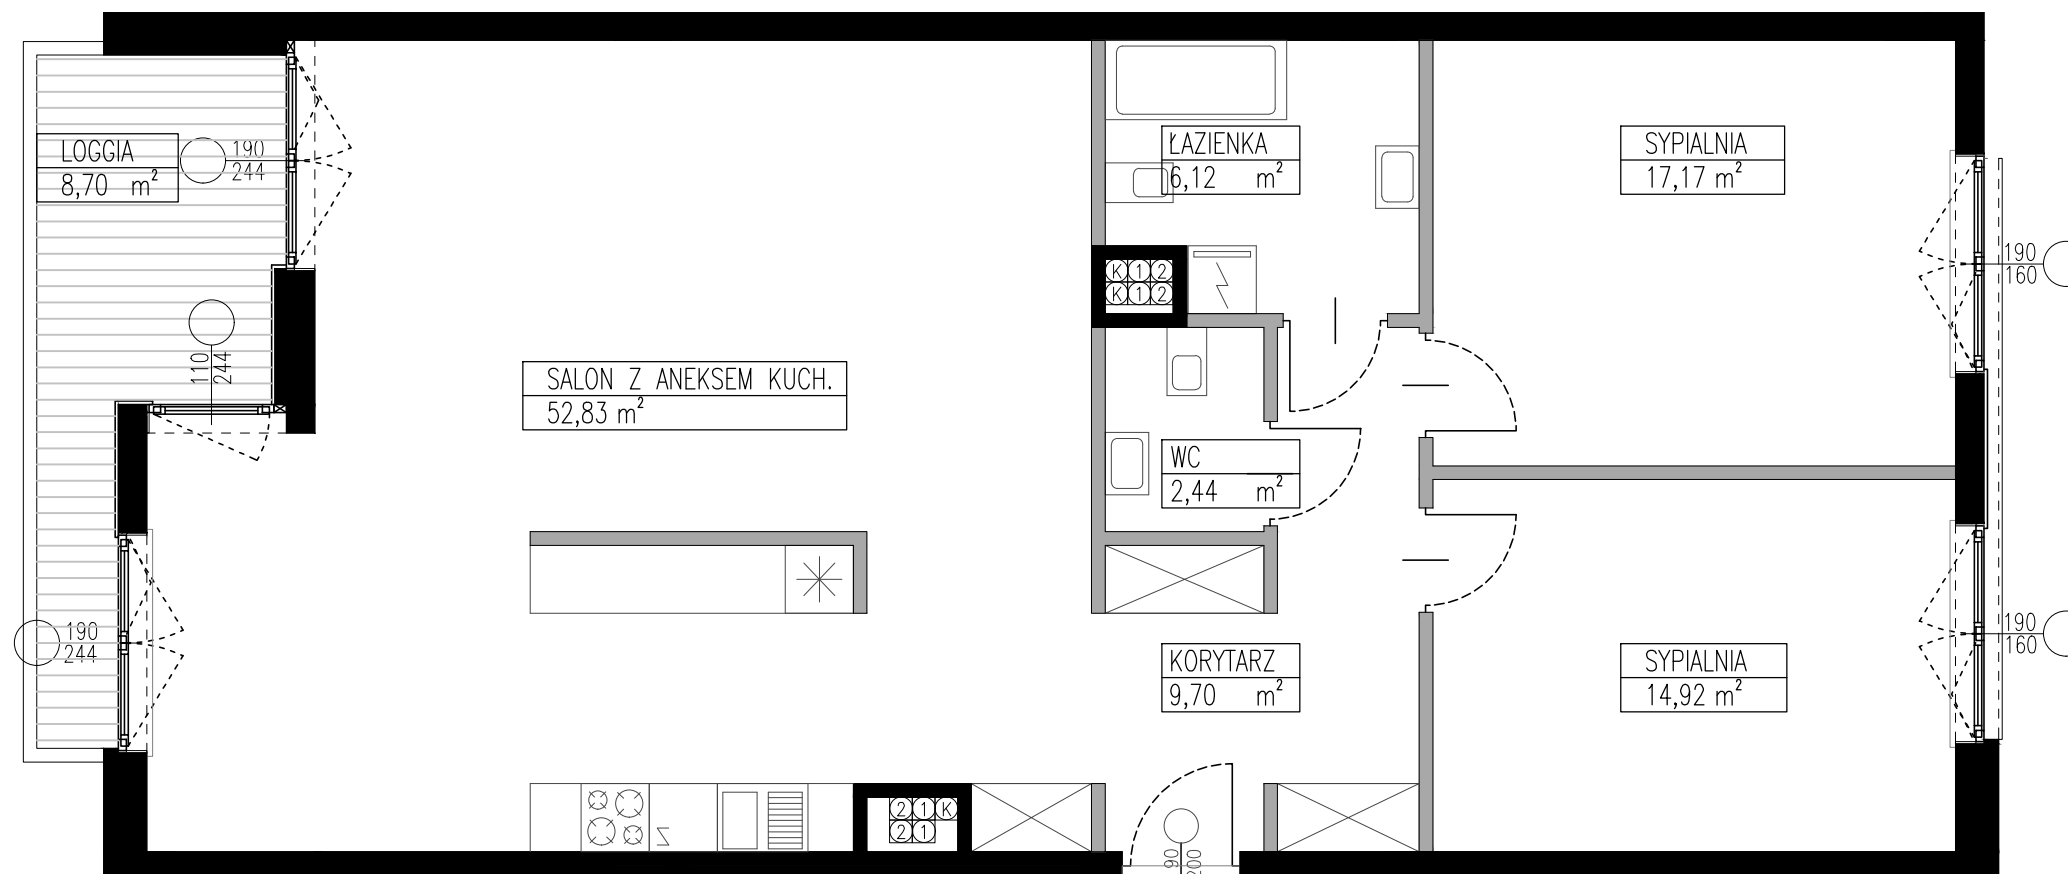 LOGGIA
8,70 m²
190
244
110
244
190
244
SALON Z ANEKSEM KUCH.
52,83 m²
ŁAZIENKA
6,12 m²
K 1 2
K 1 2
WC
2,44 m²
KORYTARZ
9,70 m²
2 1 K
2 1
90
200
SYPIALNIA
17,17 m²
190
160
SYPIALNIA
14,92 m²
190
160